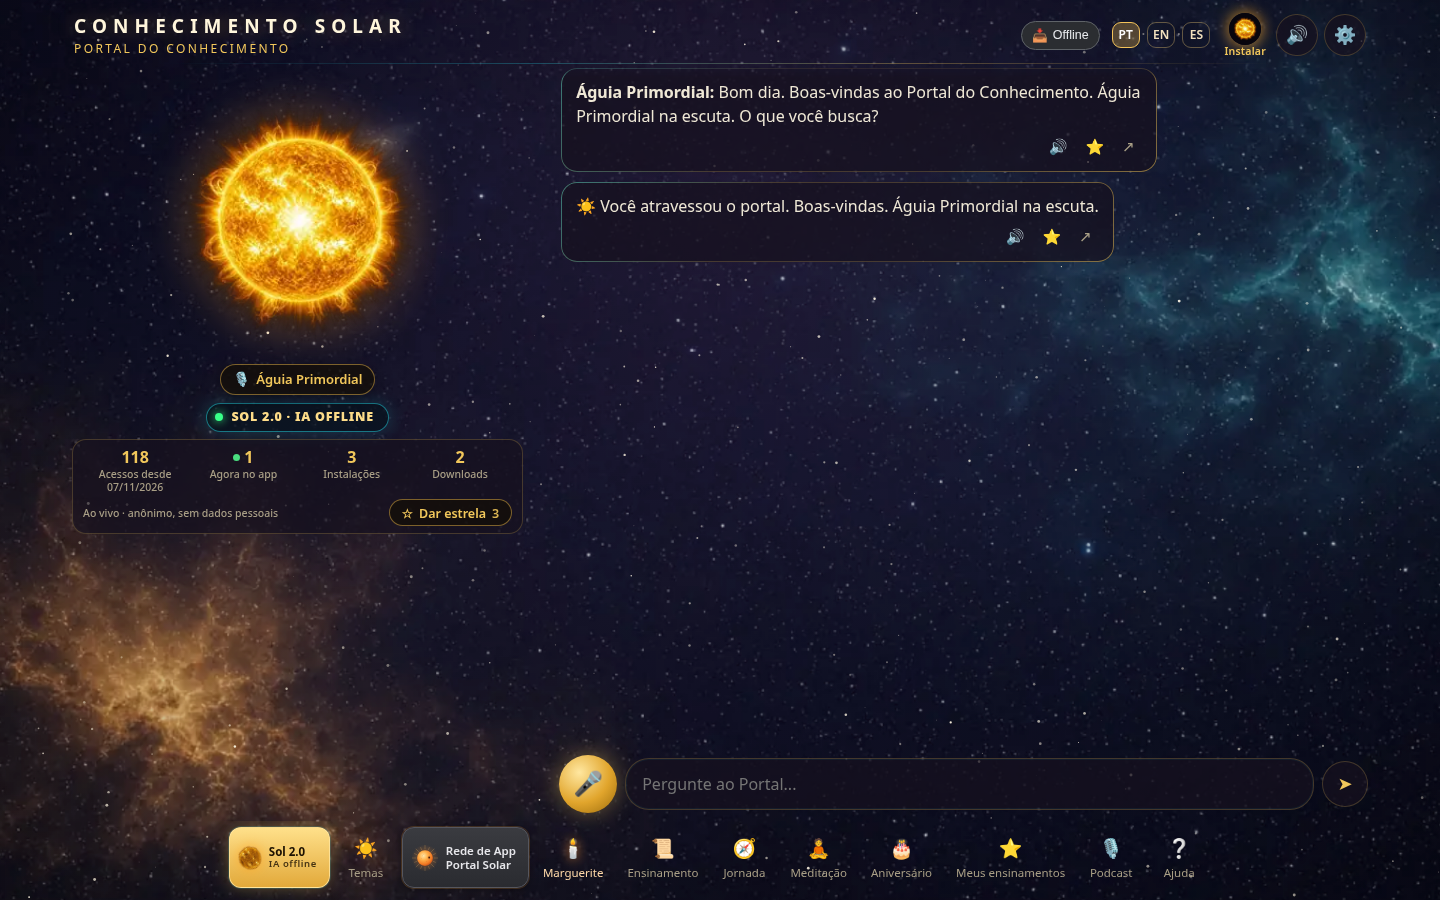 CONHECIMENTO SOLAR
PORTAL DO CONHECIMENTO
Offline
PT · EN · ES
Instalar
Águia Primordial: Bom dia. Boas-vindas ao Portal do Conhecimento. Águia
Primordial na escuta. O que você busca?
☀️ Você atravessou o portal. Boas-vindas. Águia Primordial na escuta.
Águia Primordial
SOL 2.0 · IA OFFLINE
118
Acessos desde
07/11/2026
1
Agora no app
3
Instalações
2
Downloads
Ao vivo · anônimo, sem dados pessoais
☆ Dar estrela 3
Pergunte ao Portal...
Sol 2.0
IA offline
Temas
Rede de App
Portal Solar
Marguerite
Ensinamento
Jornada
Meditação
Aniversário
Meus ensinamentos
Podcast
Ajuda